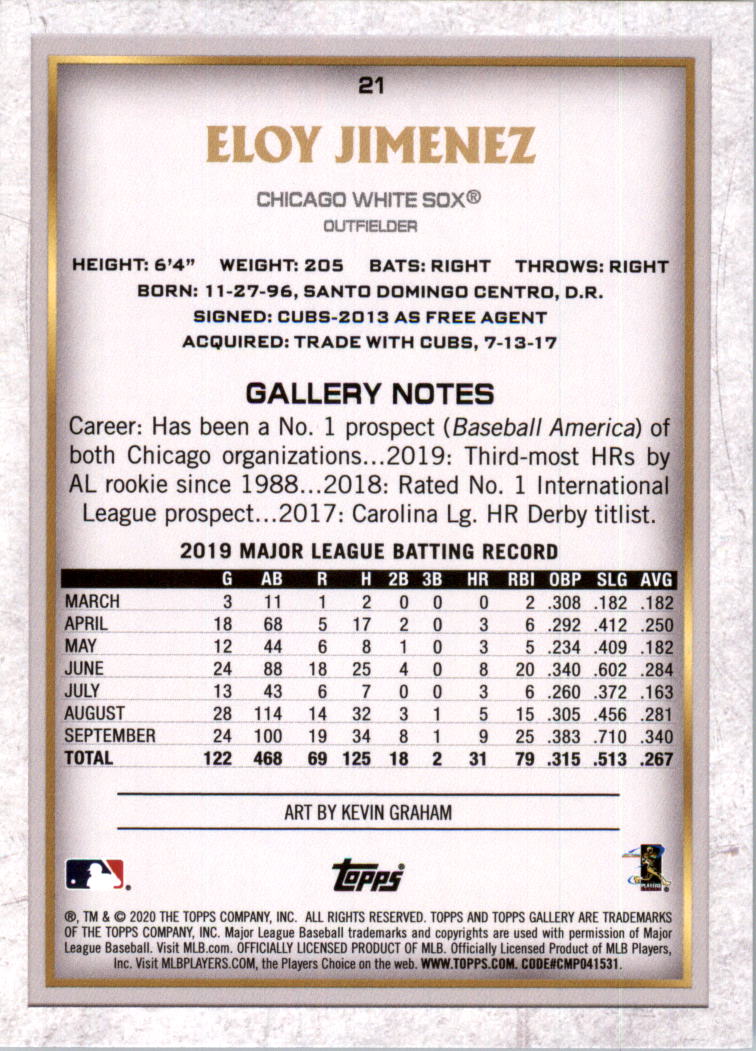 21
ELOY JIMENEZ
CHICAGO WHITE SOX®
OUTFIELDER
HEIGHT: 6'4" WEIGHT: 205 BATS: RIGHT THROWS: RIGHT
BORN: 11-27-96, SANTO DOMINGO CENTRO, D.R.
SIGNED: CUBS-2013 AS FREE AGENT
ACQUIRED: TRADE WITH CUBS, 7-13-17
GALLERY NOTES
Career: Has been a No. 1 prospect (Baseball America) of
both Chicago organizations...2019: Third-most HRs by
AL rookie since 1988...2018: Rated No. 1 International
League prospect...2017: Carolina Lg. HR Derby titlist.
2019 MAJOR LEAGUE BATTING RECORD
G AB R H 2B 3B HR RBI OBP SLG AVG
MARCH 3 11 1 2 0 0 0 2 .308 .182 .182
APRIL 18 68 5 17 2 0 3 6 .292 .412 .250
MAY 12 44 6 8 1 0 3 5 .234 .409 .182
JUNE 24 88 18 25 4 0 8 20 .340 .602 .284
JULY 13 43 6 7 0 0 3 6 .260 .372 .163
AUGUST 28 114 14 32 3 1 5 15 .305 .456 .281
SEPTEMBER 24 100 19 34 8 1 9 25 .383 .710 .340
TOTAL 122 468 69 125 18 2 31 79 .315 .513 .267
ART BY KEVIN GRAHAM
topps
PLAYERS
®, TM & © 2020 THE TOPPS COMPANY, INC. ALL RIGHTS RESERVED. TOPPS AND TOPPS GALLERY ARE TRADEMARKS
OF THE TOPPS COMPANY, INC. Major League Baseball trademarks and copyrights are used with permission of Major
League Baseball. Visit MLB.com. OFFICIALLY LICENSED PRODUCT OF MLB. Officially Licensed Product of MLB Players,
Inc. Visit MLBPLAYERS.COM, the Players Choice on the web. WWW.TOPPS.COM. CODE#CMP041531.